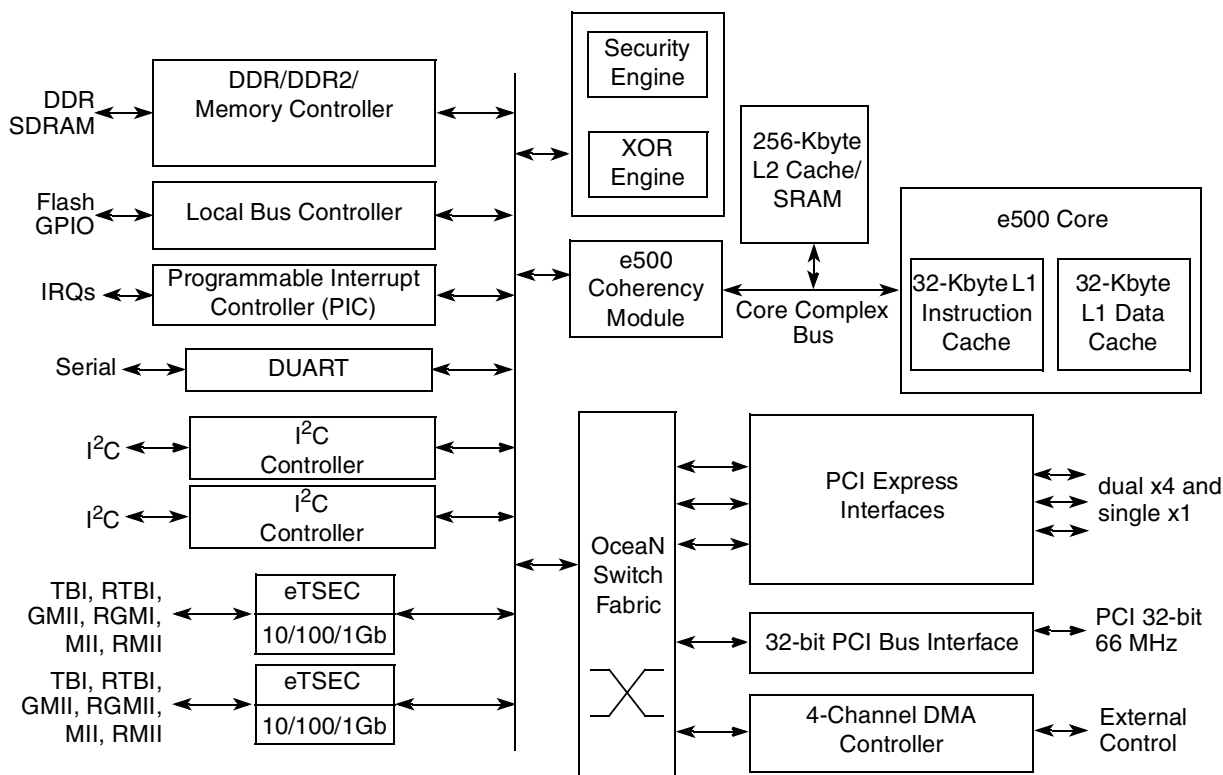 DDR
SDRAM
DDR/DDR2/
Memory Controller
Flash
GPIO
Local Bus Controller
IRQs
Programmable Interrupt
Controller (PIC)
Serial
DUART
I²C
I²C
Controller
I²C
I²C
Controller
TBI, RTBI,
GMII, RGMI,
MII, RMII
eTSEC
10/100/1Gb
TBI, RTBI,
GMII, RGMII,
MII, RMII
eTSEC
10/100/1Gb
Security
Engine
XOR
Engine
256-Kbyte
L2 Cache/
SRAM
e500
Coherency
Module
Core Complex
Bus
e500 Core
32-Kbyte L1
Instruction
Cache
32-Kbyte
L1 Data
Cache
OceaN
Switch
Fabric
PCI Express
Interfaces
dual x4 and
single x1
32-bit PCI Bus Interface
PCI 32-bit
66 MHz
4-Channel DMA
Controller
External
Control